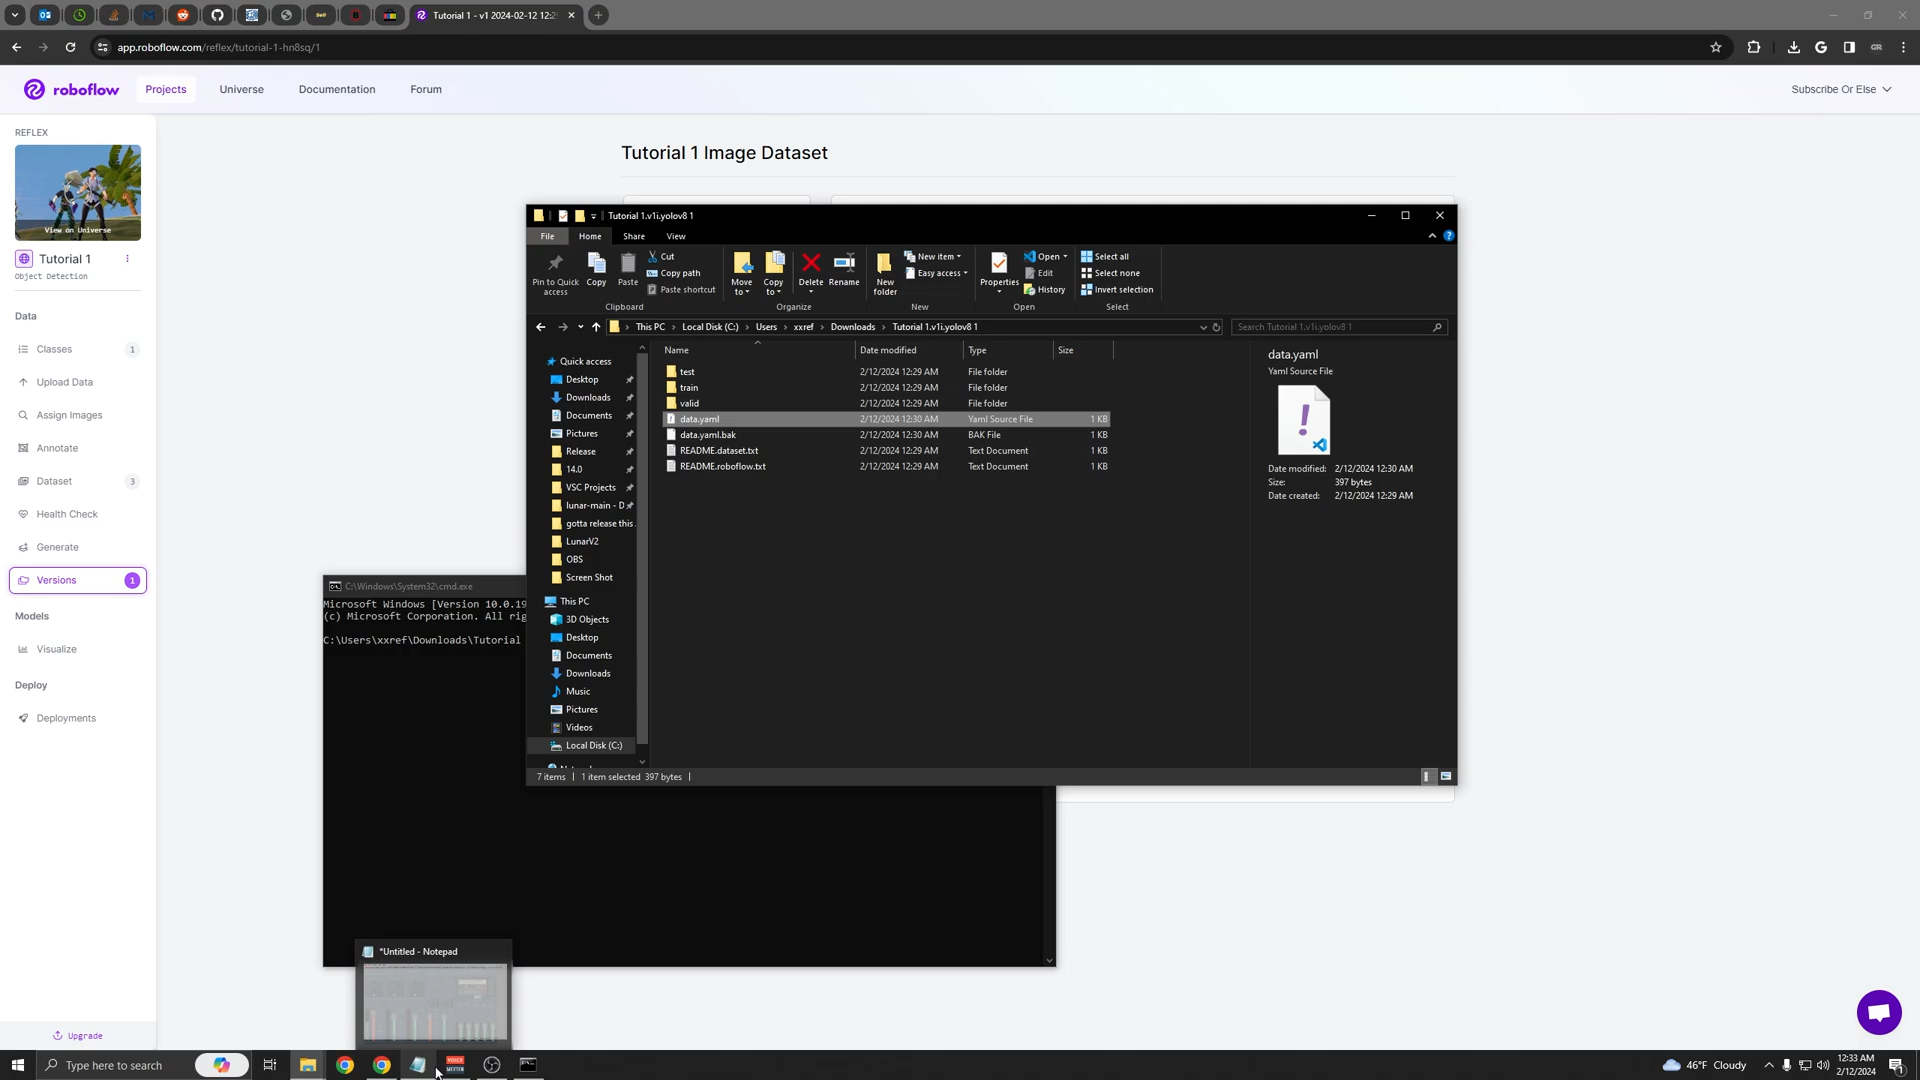 Self
Tutorial 1 - v1 2024-02-12 12:2
app.roboflow.com/reflex/tutorial-1-hn8sq/1
GR
roboflow
Projects
Universe
Documentation
Forum
Subscribe Or Else
REFLEX
View on Universe
Tutorial 1
Object Detection
Data
Classes 1
Upload Data
Assign Images
Annotate
Dataset 3
Health Check
Generate
Versions 1
Models
Visualize
Deploy
Deployments
Upgrade
Tutorial 1 Image Dataset
Tutorial 1.v1i.yolov8 1
File Home Share View
Pin to Quick access
Copy
Paste
Cut
Copy path
Paste shortcut
Clipboard
Move to
Copy to
Delete
Rename
Organize
New folder
New item
Easy access
New
Properties
Open
Edit
History
Open
Select all
Select none
Invert selection
Select
This PC Local Disk (C:) Users xxref Downloads Tutorial 1.v1i.yolov8 1
Search Tutorial 1.v1i.yolov8 1
Quick access
Desktop
Downloads
Documents
Pictures
Release
14.0
VSC Projects
lunar-main - D
gotta release this
LunarV2
OBS
Screen Shot
This PC
3D Objects
Desktop
Documents
Downloads
Music
Pictures
Videos
Local Disk (C:)
Name Date modified Type Size
test 2/12/2024 12:29 AM File folder
train 2/12/2024 12:29 AM File folder
valid 2/12/2024 12:29 AM File folder
data.yaml 2/12/2024 12:30 AM Yaml Source File 1 KB
data.yaml.bak 2/12/2024 12:30 AM BAK File 1 KB
README.dataset.txt 2/12/2024 12:29 AM Text Document 1 KB
README.roboflow.txt 2/12/2024 12:29 AM Text Document 1 KB
data.yaml
Yaml Source File
Date modified: 2/12/2024 12:30 AM
Size: 397 bytes
Date created: 2/12/2024 12:29 AM
7 items 1 item selected 397 bytes
C:\Windows\System32\cmd.exe
Microsoft Windows [Version 10.0.19
(c) Microsoft Corporation. All rig
C:\Users\xxref\Downloads\Tutorial
*Untitled - Notepad
Type here to search
VOICE
46°F Cloudy
12:33 AM
2/12/2024